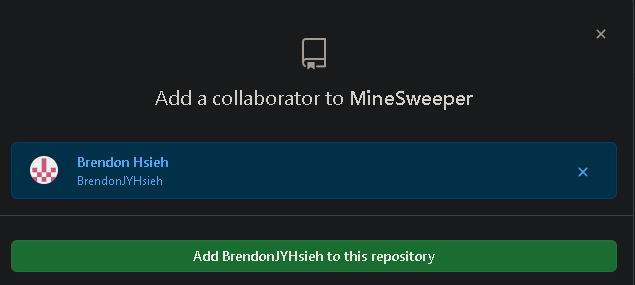 Add a collaborator to MineSweeper
Brendon Hsieh
BrendonJYHsieh
Add BrendonJYHsieh to this repository